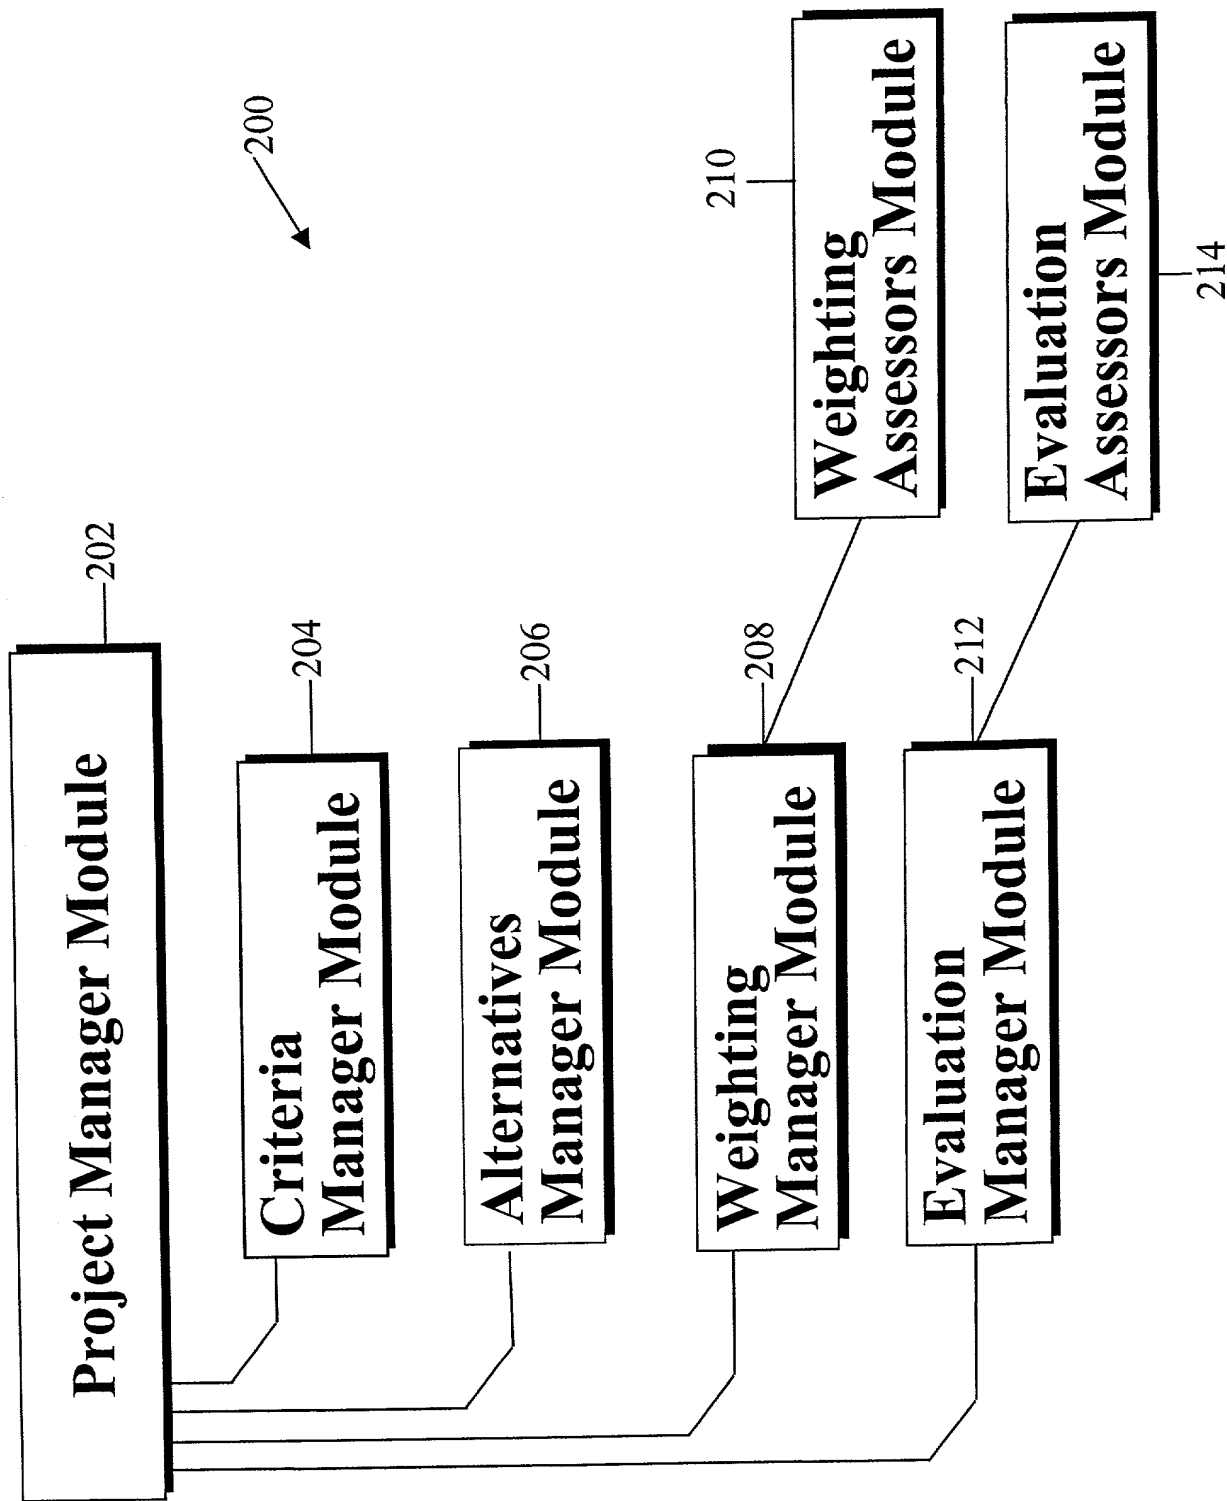 200
Project Manager Module
202
Criteria
Manager Module
204
Alternatives
Manager Module
206
Weighting
Manager Module
208
Weighting
Assessors Module
210
Evaluation
Manager Module
212
Evaluation
Assessors Module
214